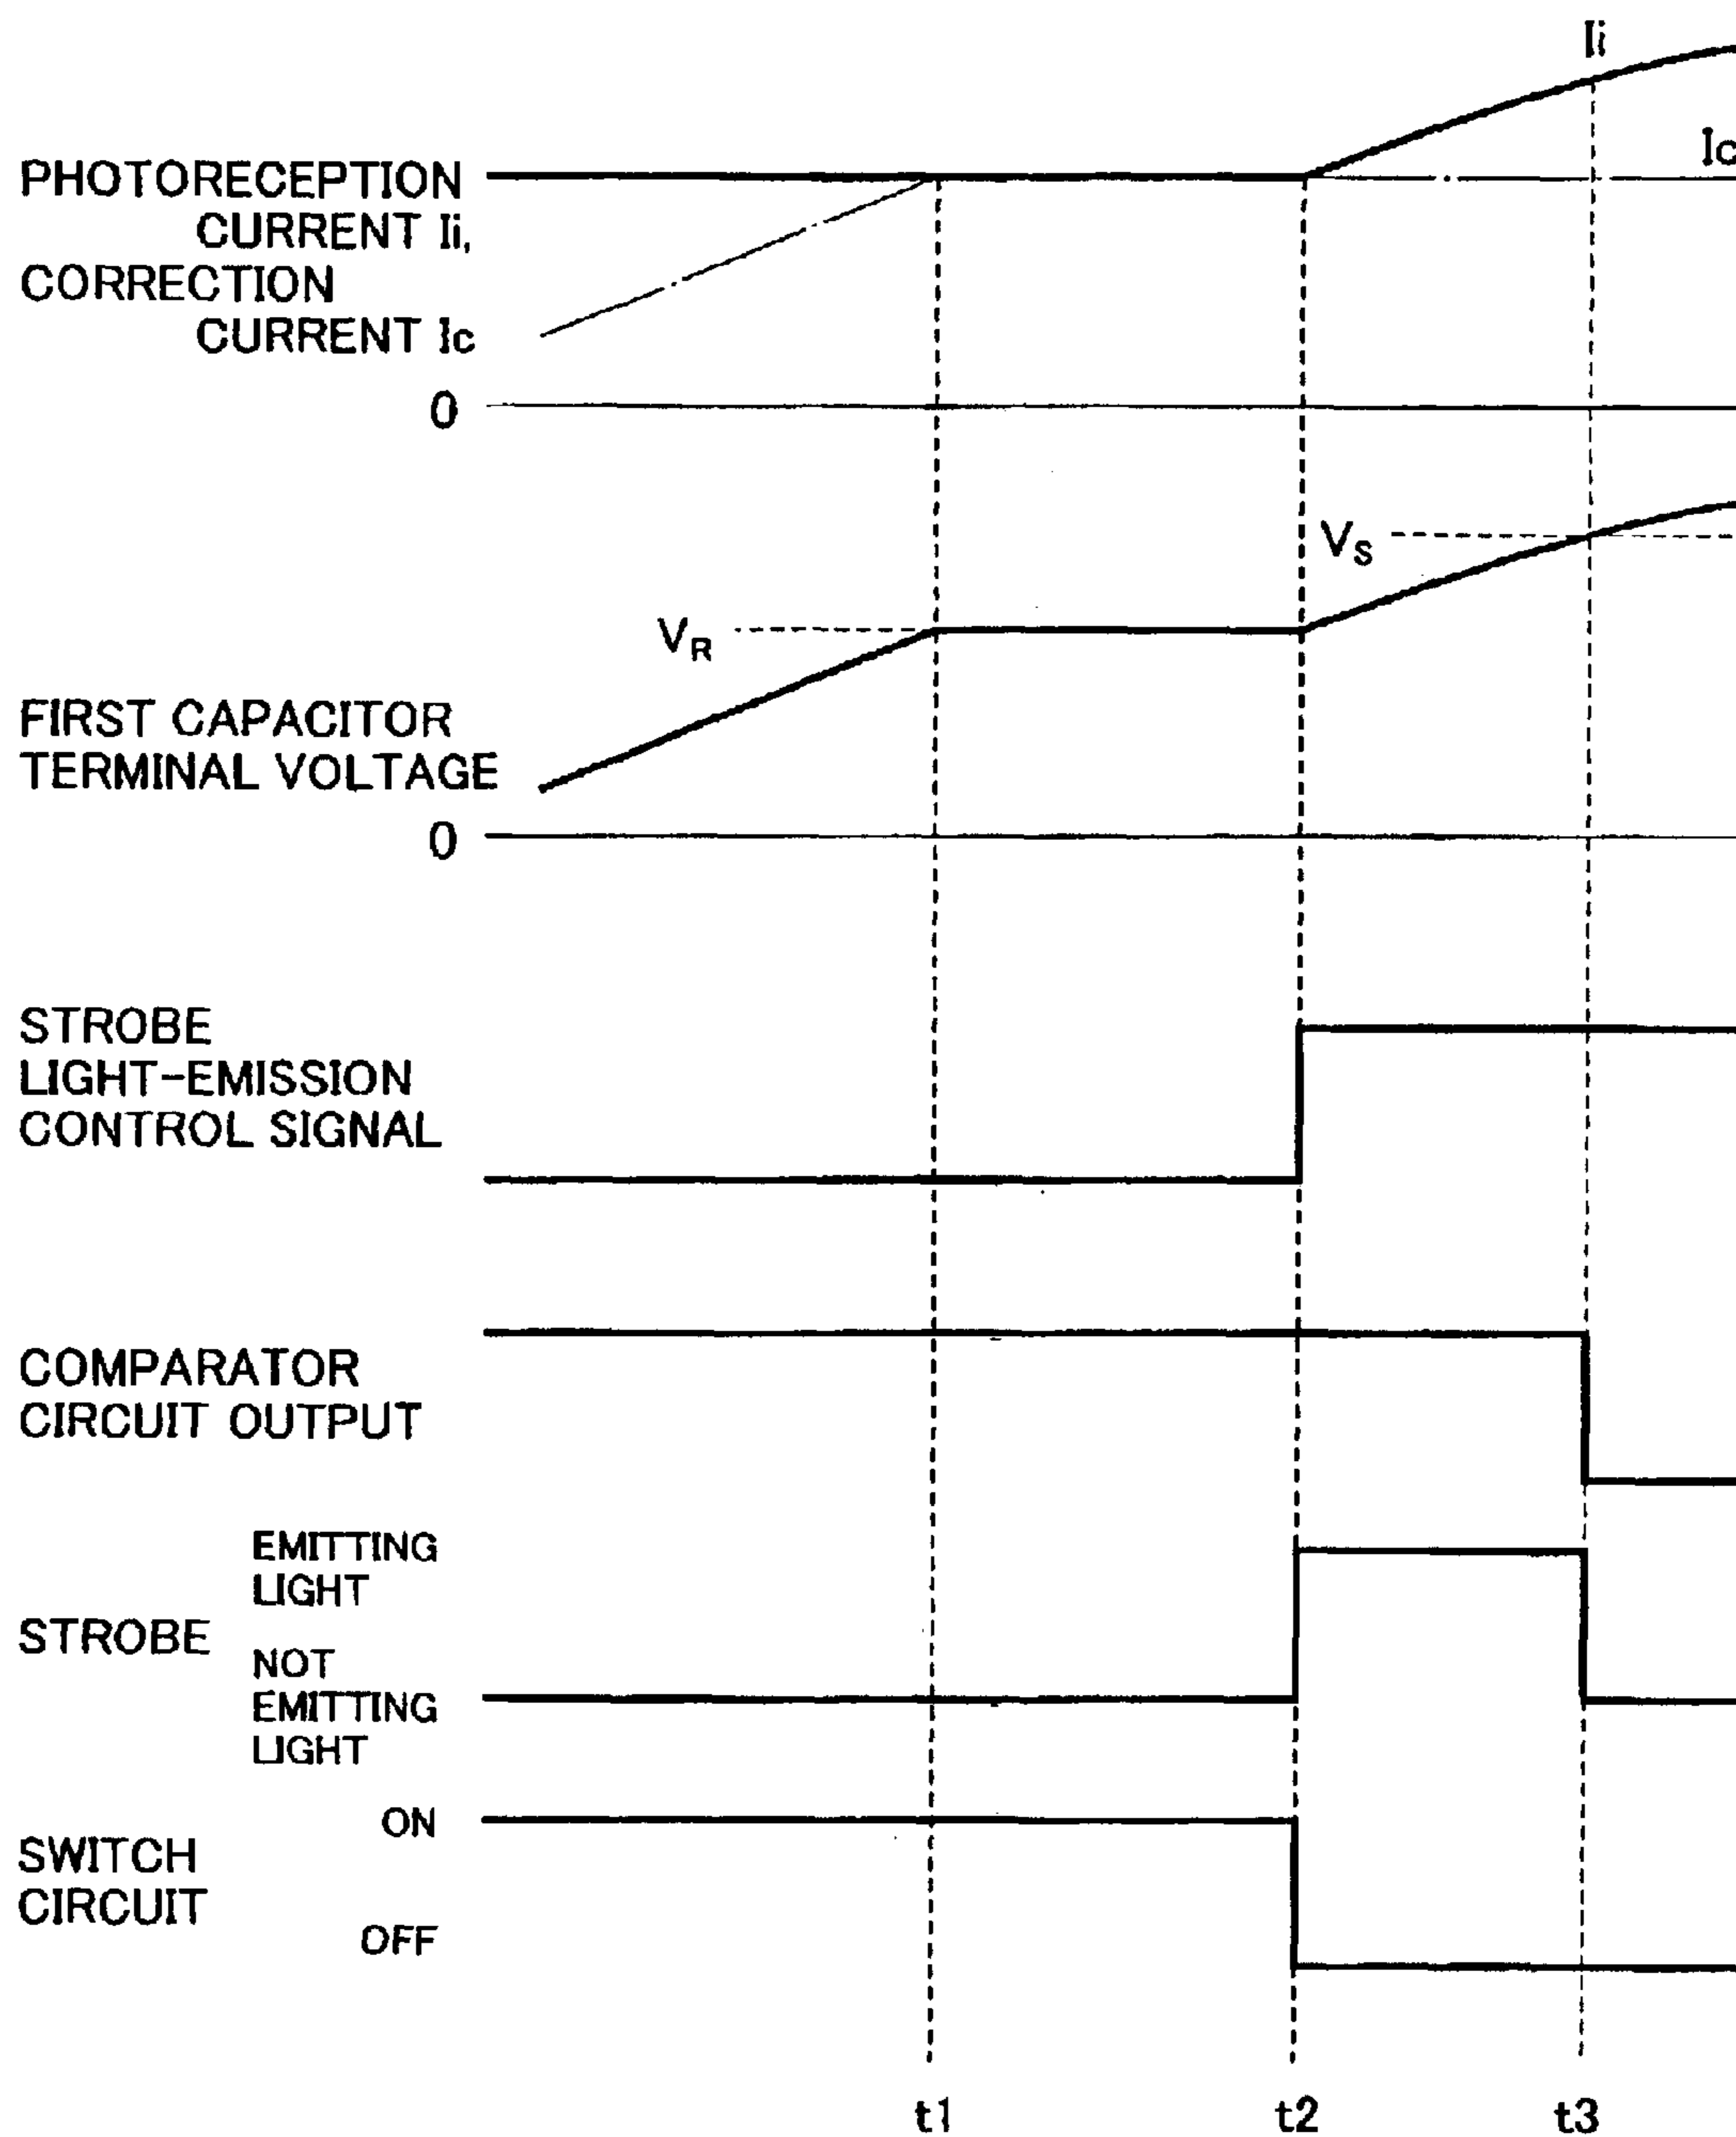 Ii
Ic
PHOTORECEPTION
CURRENT Ii,
CORRECTION
CURRENT Ic
0
VS
VR
FIRST CAPACITOR
TERMINAL VOLTAGE
0
STROBE
LIGHT-EMISSION
CONTROL SIGNAL
COMPARATOR
CIRCUIT OUTPUT
EMITTING
LIGHT
STROBE
NOT
EMITTING
LIGHT
ON
SWITCH
CIRCUIT
OFF
t1 t2 t3